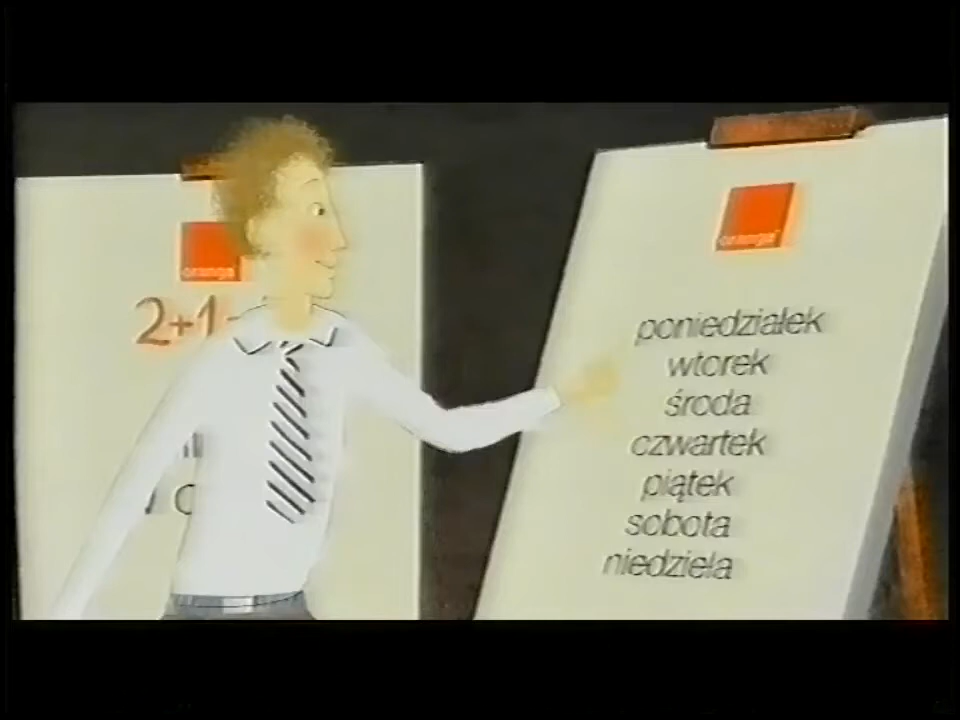 orange
2+1
orange
poniedziałek
wtorek
środa
czwartek
piątek
sobota
niedziela